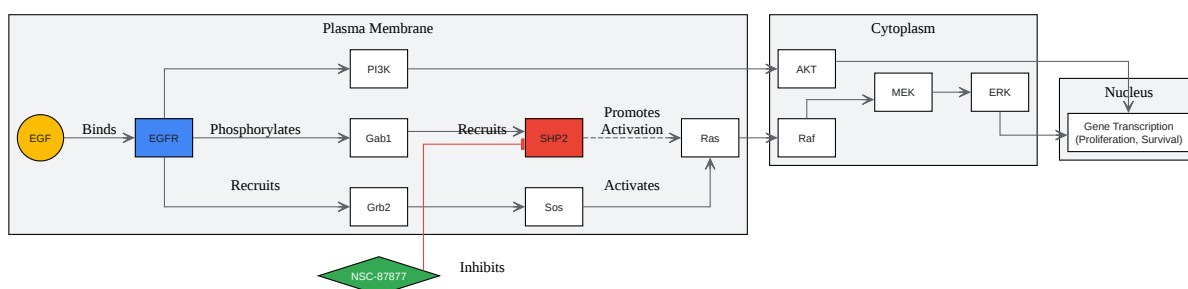 Plasma Membrane
Cytoplasm
PI3K
AKT
MEK
ERK
Nucleus
EGF
Binds
EGFR
Phosphorylates
Gab1
Recruits
SHP2
Promotes
Activation
Ras
Raf
Gene Transcription
(Proliferation, Survival)
Recruits
Grb2
Sos
Activates
NSC-87877
Inhibits